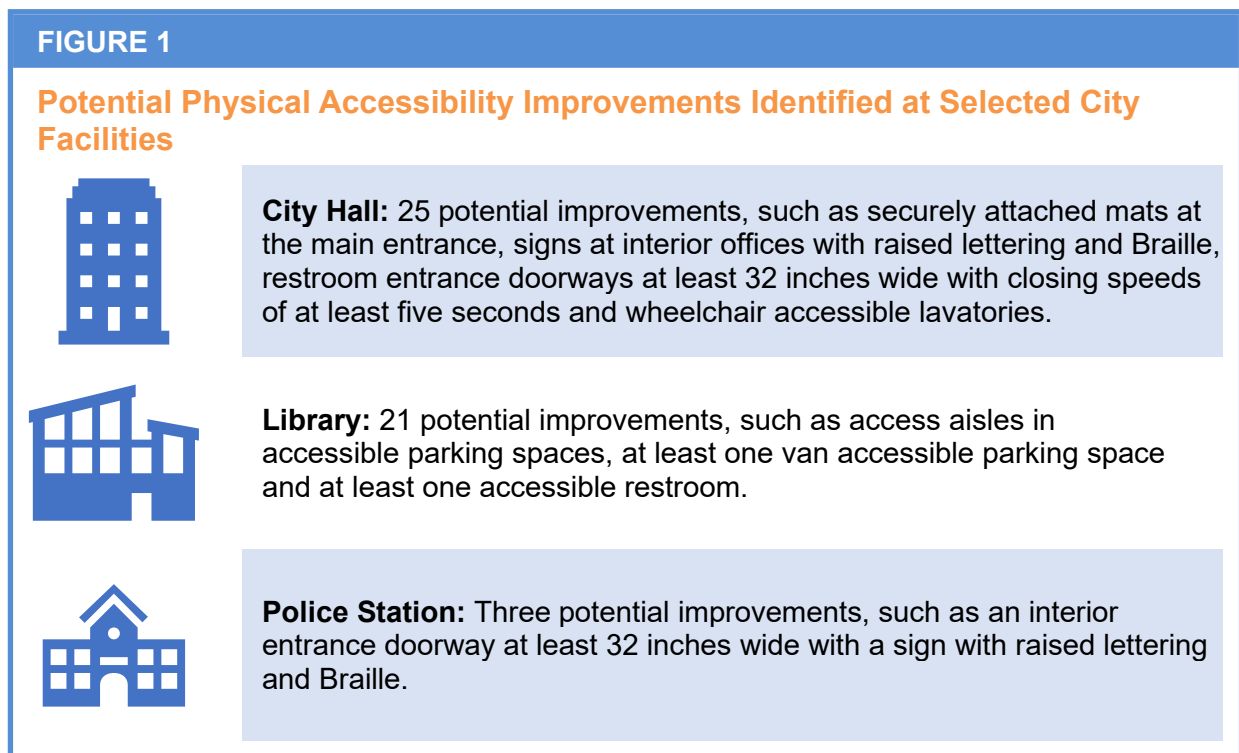 FIGURE 1
Potential Physical Accessibility Improvements Identified at Selected City
Facilities
City Hall: 25 potential improvements, such as securely attached mats at
the main entrance, signs at interior offices with raised lettering and Braille,
restroom entrance doorways at least 32 inches wide with closing speeds
of at least five seconds and wheelchair accessible lavatories.
Library: 21 potential improvements, such as access aisles in
accessible parking spaces, at least one van accessible parking space
and at least one accessible restroom.
Police Station: Three potential improvements, such as an interior
entrance doorway at least 32 inches wide with a sign with raised lettering
and Braille.